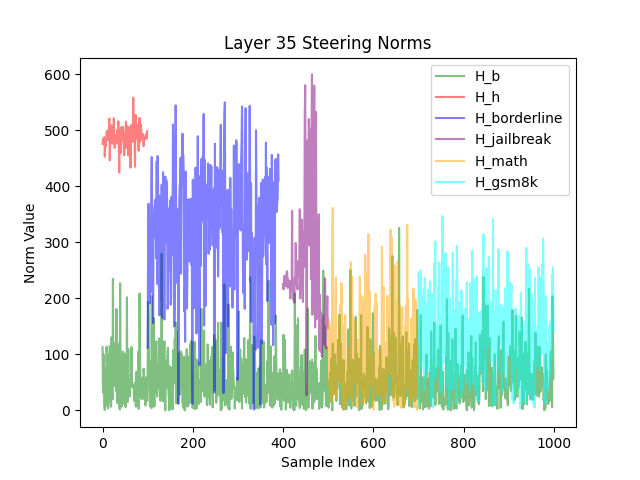 Layer 35 Steering Norms
H_b
H_h
H_borderline
H_jailbreak
H_math
H_gsm8k
Norm Value
600
500
400
300
200
100
0
0 200 400 600 800 1000
Sample Index